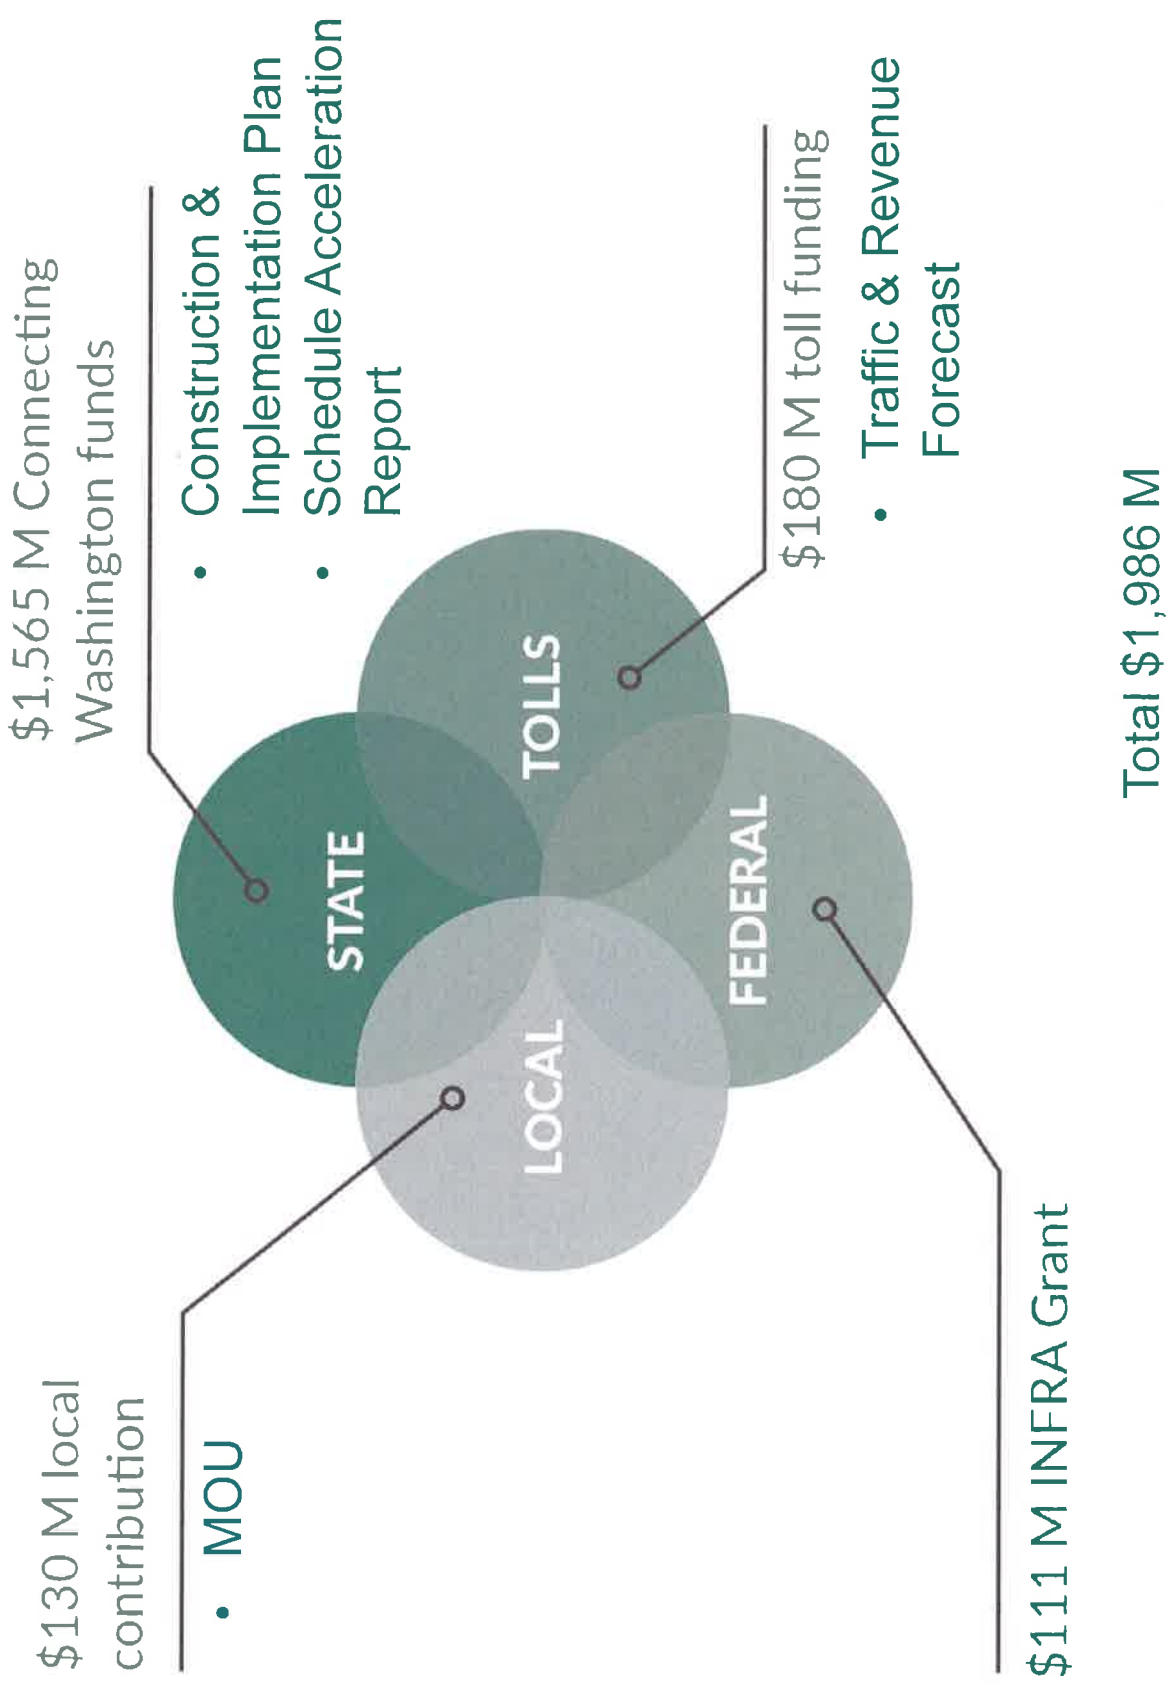 $130 M local
contribution
• MOU
$1,565 M Connecting
Washington funds
• Construction &
Implementation Plan
• Schedule Acceleration
Report
STATE
LOCAL
TOLLS
FEDERAL
$180 M toll funding
• Traffic & Revenue
Forecast
$111 M INFRA Grant
Total $1,986 M